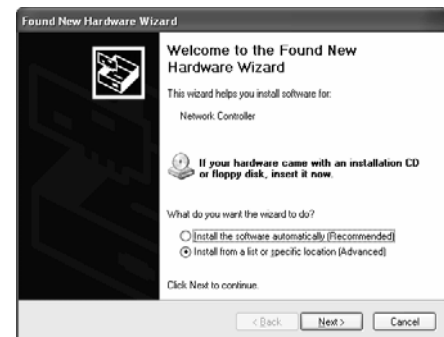 Found New Hardware Wizard
Welcome to the Found New
Hardware Wizard
This wizard helps you install software for:
Network Controller
If your hardware came with an installation CD
or floppy disk, insert it now.
What do you want the wizard to do?
Install the software automatically (Recommended)
Install from a list or specific location (Advanced)
Click Next to continue.
< Back Next > Cancel